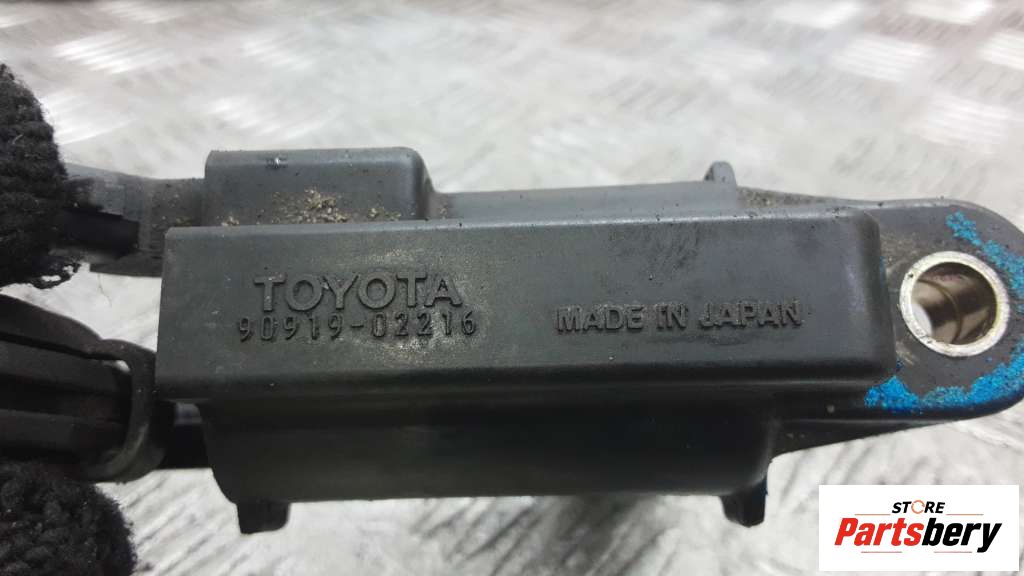 TOYOTA
90919-02216
MADE IN JAPAN
STORE
Partsbery